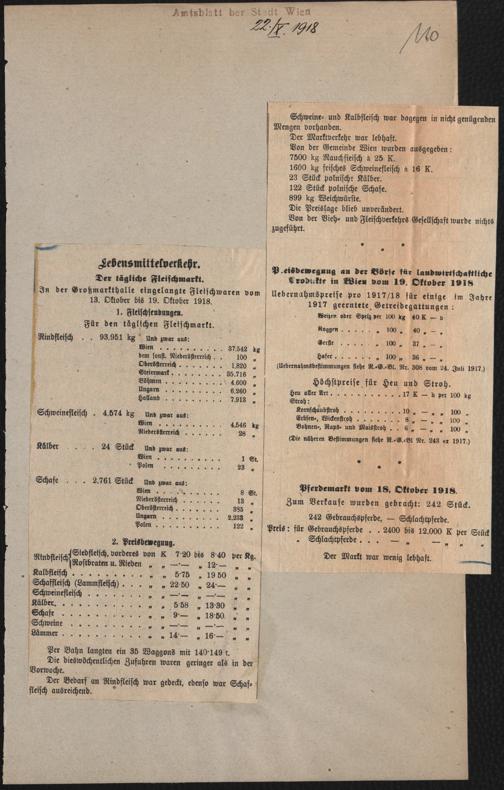 Amtsblatt der Stadt Wien
22./X. 1918
110
Lebensmittelverkehr.
Der tägliche Fleischmarkt.
In der Großmarkthalle eingelangte Fleischwaren vom
13. Oktober bis 19. Oktober 1918.
1. Fleischsendungen.
Für den täglichen Fleischmarkt.
Rindfleisch . . 93.951 kg Und zwar aus:
Wien . . . . . . . . . 37.542 kg
dem sonst. Niederösterreich . 100 „
Oberösterreich . . . . . 1.820 „
Steiermark . . . . . . 35.716 „
Böhmen . . . . . . . 4.600 „
Ungarn . . . . . . . 6.260 „
Holland . . . . . . . 7.913 „
Schweinefleisch . 4.574 kg Und zwar aus:
Wien . . . . . . . . 4.546 kg
Niederösterreich . . . . . 28 „
Kälber . . . 24 Stück Und zwar aus:
Wien . . . . . . . . 1 St.
Polen . . . . . . . . 23 „
Schafe . . . 2.761 Stück Und zwar aus:
Wien . . . . . . . . 8 St.
Niederösterreich . . . . . 13 „
Oberösterreich . . . . . 385 „
Ungarn . . . . . . . 2.233 „
Polen . . . . . . . . 122 „
2. Preisbewegung.
Rindfleisch { Siedfleisch, vorderes von K 7·20 bis 8·40 per Kg.
Rostbraten u. Rieden „ „ —·— „ 12·— „ „
Kalbfleisch . . . . . . . „ „ 5·75 „ 19 50 „ „
Schaffleisch (Lammfleisch) . . . „ „ 22·50 „ 24·— „ „
Schweinefleisch . . . . . . „ „ —·— „ —·— „ „
Kälber. . . . . . . . . „ „ 5·58 „ 13·30 „ „
Schafe . . . . . . . . „ „ 9·— „ 18·50 „ „
Schweine . . . . . . . . „ „ —·— „ —·— „ „
Lämmer . . . . . . . . „ „ 14·— „ 16·— „ „
Per Bahn langten ein 35 Waggons mit 140·149 t.
Die dieswöchentlichen Zufuhren waren geringer als in der
Vorwoche.
Der Bedarf an Rindfleisch war gedeckt, ebenso war Schaf-
fleisch ausreichend.
Schweine- und Kalbfleisch war dagegen in nicht genügenden
Mengen vorhanden.
Der Marktverkehr war lebhaft.
Von der Gemeinde Wien wurden ausgegeben:
7500 kg Rauchfleisch à 25 K.
1600 kg frisches Schweinefleisch à 16 K.
23 Stück polnische Kälber.
122 Stück polnische Schafe.
899 kg Weichwürste.
Die Preislage blieb unverändert.
Von der Vieh- und Fleischverkehrs Gesellschaft wurde nichts
zugeführt.
* * *
Preisbewegung an der Börse für landwirtschaftliche
Produkte in Wien vom 19. Oktober 1918
Uebernahmspreise pro 1917/18 für einige im Jahre
1917 geerntete Getreidegattungen:
Weizen oder Spelz per 100 kg 40 K — h
Roggen . . . . „ 100 „ 40 „ — „
Gerste . . . . „ 100 „ 37 „ — „
Hafer . . . . . „ 100 „ 36 „ — „
(Uebernahmsbestimmungen siehe R.-G.-Bl. Nr. 308 vom 24. Juli 1917.)
Höchstpreise für Heu und Stroh.
Heu aller Art . . . . . . . 17 K — h per 100 kg
Stroh:
Kornschaubstroh . . . . . . 10 „ — „ „ 100 „
Erbsen-, Wickenstroh . . . . . 8 „ — „ „ 100 „
Bohnen-, Raps- und Maisstroh . . . 6 „ — „ „ 100 „
(Die näheren Bestimmungen siehe R.-G.-Bl Nr. 243 ex 1917.)
* * *
Pferdemarkt vom 18. Oktober 1918.
Zum Verkaufe wurden gebracht: 242 Stück.
242 Gebrauchspferde, — Schlachtpferde.
Preis: für Gebrauchspferde . . 2400 bis 12.000 K per Stück
„ Schlachtpferde . . . — „ — „ „ „
Der Markt war wenig lebhaft.